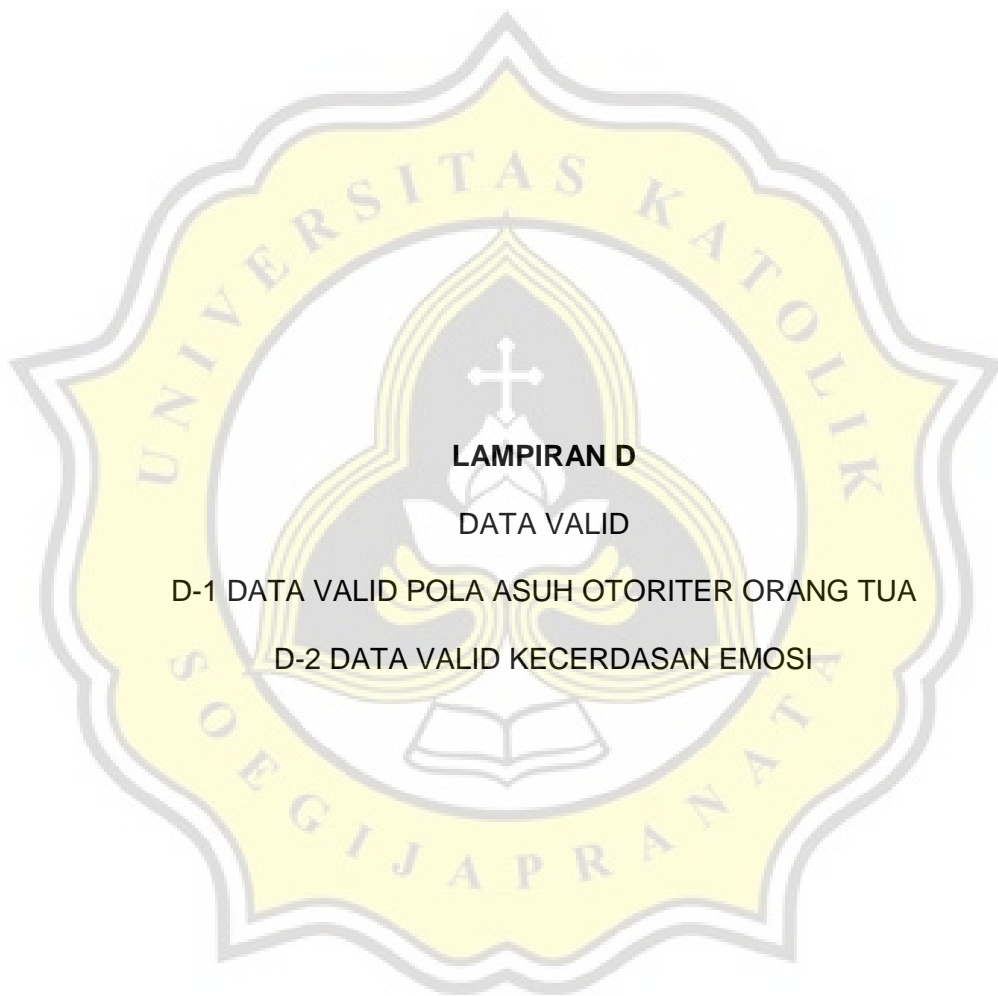 UNIVERSITAS KATOLIK
LAMPIRAN D
DATA VALID
D-1 DATA VALID POLA ASUH OTORITER ORANG TUA
D-2 DATA VALID KECERDASAN EMOSI
SOEGIJAPRANATA